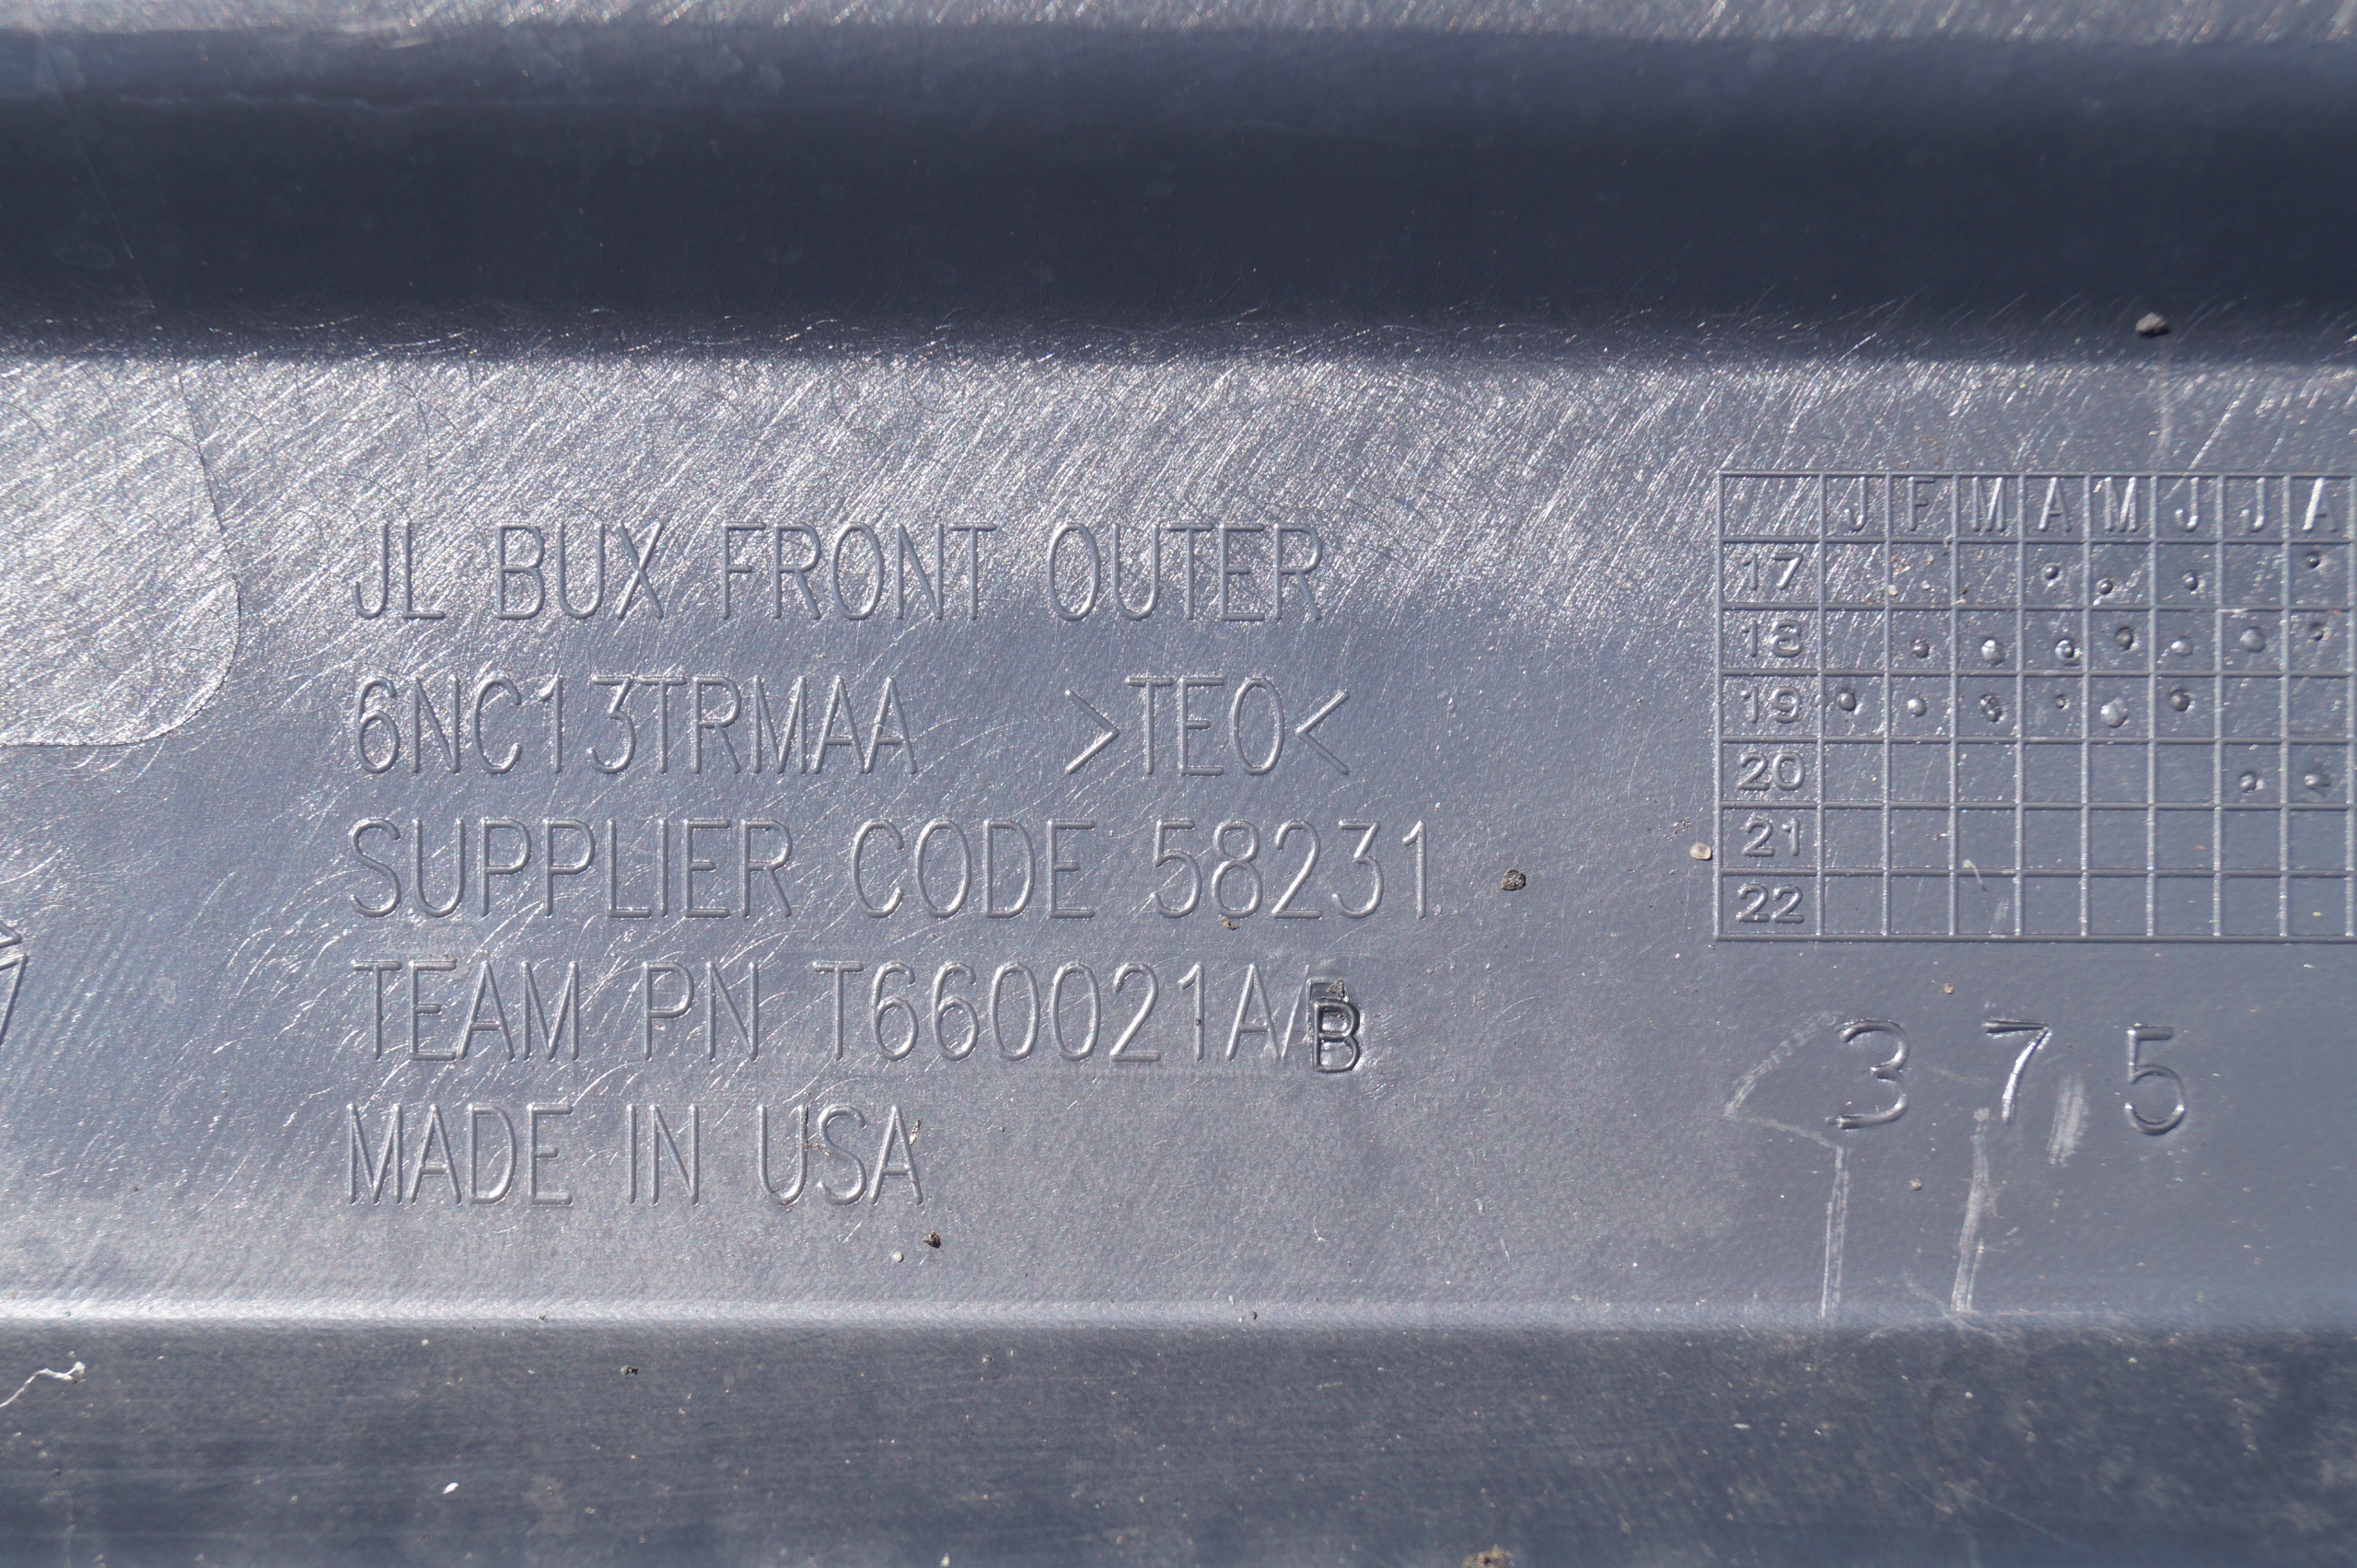 JL BUX FRONT OUTER
6NC13TRMAA >TEO<
SUPPLIER CODE 58231
TEAM PN T660021AB
MADE IN USA
J F M A M J J A
17
18
19
20
21
22
375